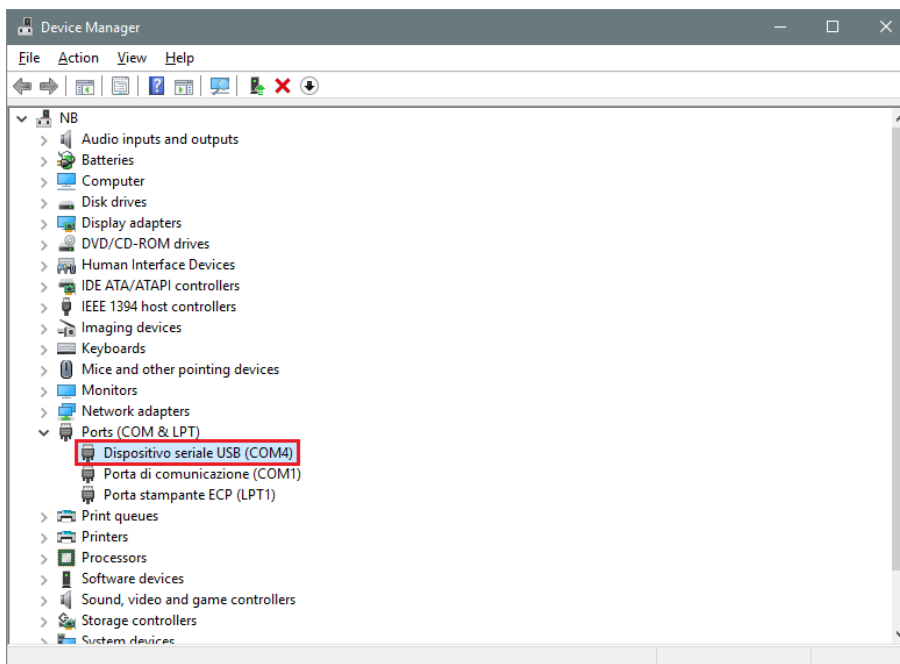 Device Manager
File Action View Help
NB
Audio inputs and outputs
Batteries
Computer
Disk drives
Display adapters
DVD/CD-ROM drives
Human Interface Devices
IDE ATA/ATAPI controllers
IEEE 1394 host controllers
Imaging devices
Keyboards
Mice and other pointing devices
Monitors
Network adapters
Ports (COM & LPT)
Dispositivo seriale USB (COM4)
Porta di comunicazione (COM1)
Porta stampante ECP (LPT1)
Print queues
Printers
Processors
Software devices
Sound, video and game controllers
Storage controllers
System devices